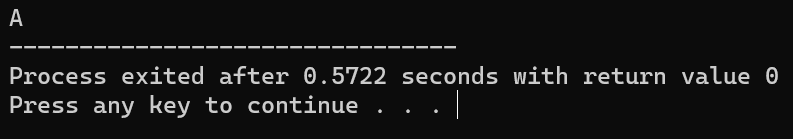 A
--------------------------------
Process exited after 0.5722 seconds with return value 0
Press any key to continue . . .